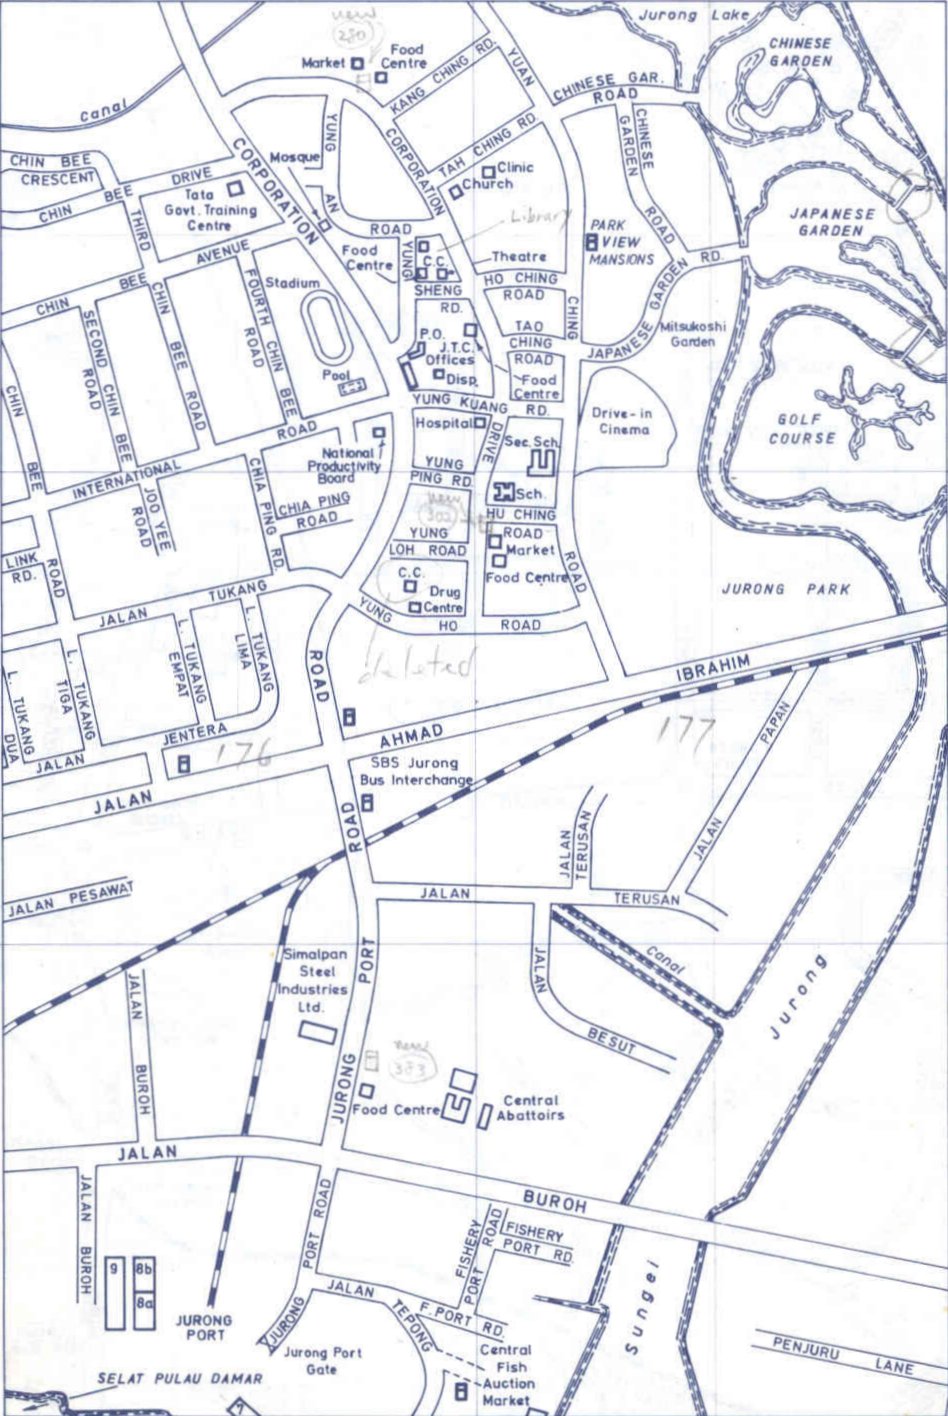 new
280
Jurong Lake
Market
Food
Centre
KANG CHING RD.
YUAN
CHINESE
GARDEN
CHINESE GAR.
ROAD
canal
YUNG
AN
ROAD
CORPORATION
TAH CHING RD.
CHINESE
GARDEN
ROAD
CORPORATION
Mosque
CHIN BEE
CRESCENT
CHIN BEE DRIVE
Tata
Govt. Training
Centre
Clinic
Church
Library
JAPANESE
GARDEN
THIRD
CHIN
BEE
ROAD
PARK
VIEW
MANSIONS
Food
Centre
YUNG
C.C.
SHENG
RD.
Theatre
HO CHING
ROAD
CHING
ROAD
JAPANESE GARDEN RD.
CHIN BEE AVENUE
Stadium
FOURTH CHIN BEE
ROAD
SECOND CHIN BEE
ROAD
TAO
CHING
ROAD
Mitsukoshi
Garden
P.O.
J.T.C.
Offices
Disp.
Food
Centre
Pool
YUNG KUANG RD.
Drive-in
Cinema
GOLF
COURSE
Hospital
DRIVE
Sec. Sch.
CHIN
BEE
ROAD
INTERNATIONAL ROAD
National
Productivity
Board
YUNG
PING RD.
Sch.
JOO YEE
ROAD
CHIA PING RD.
CHIA PING
ROAD
new
302
HU CHING
ROAD
Market
Food Centre
YUNG
LOH ROAD
LINK
RD.
C.C.
Drug
Centre
JURONG PARK
JALAN TUKANG
YUNG HO ROAD
deleted
L. TUKANG
DUA
L. TUKANG
TIGA
L. TUKANG
EMPAT
L. TUKANG
LIMA
ROAD
JALAN JENTERA
176
177
JALAN AHMAD IBRAHIM
SBS Jurong
Bus Interchange
JALAN PAPAN
ROAD
JALAN
TERUSAN
JALAN PESAWAT
JALAN TERUSAN
Canal
Simalpan
Steel
Industries
Ltd.
JURONG PORT
JALAN BESUT
Sungei Jurong
JALAN BUROH
new
383
Food Centre
Central
Abattoirs
JALAN BUROH
JALAN BUROH
JURONG PORT ROAD
FISHERY PORT
ROAD
FISHERY
PORT RD.
9
8b
8a
JURONG
PORT
JALAN TEPONG
F. PORT RD.
Jurong Port
Gate
Central
Fish
Auction
Market
PENJURU LANE
SELAT PULAU DAMAR
7